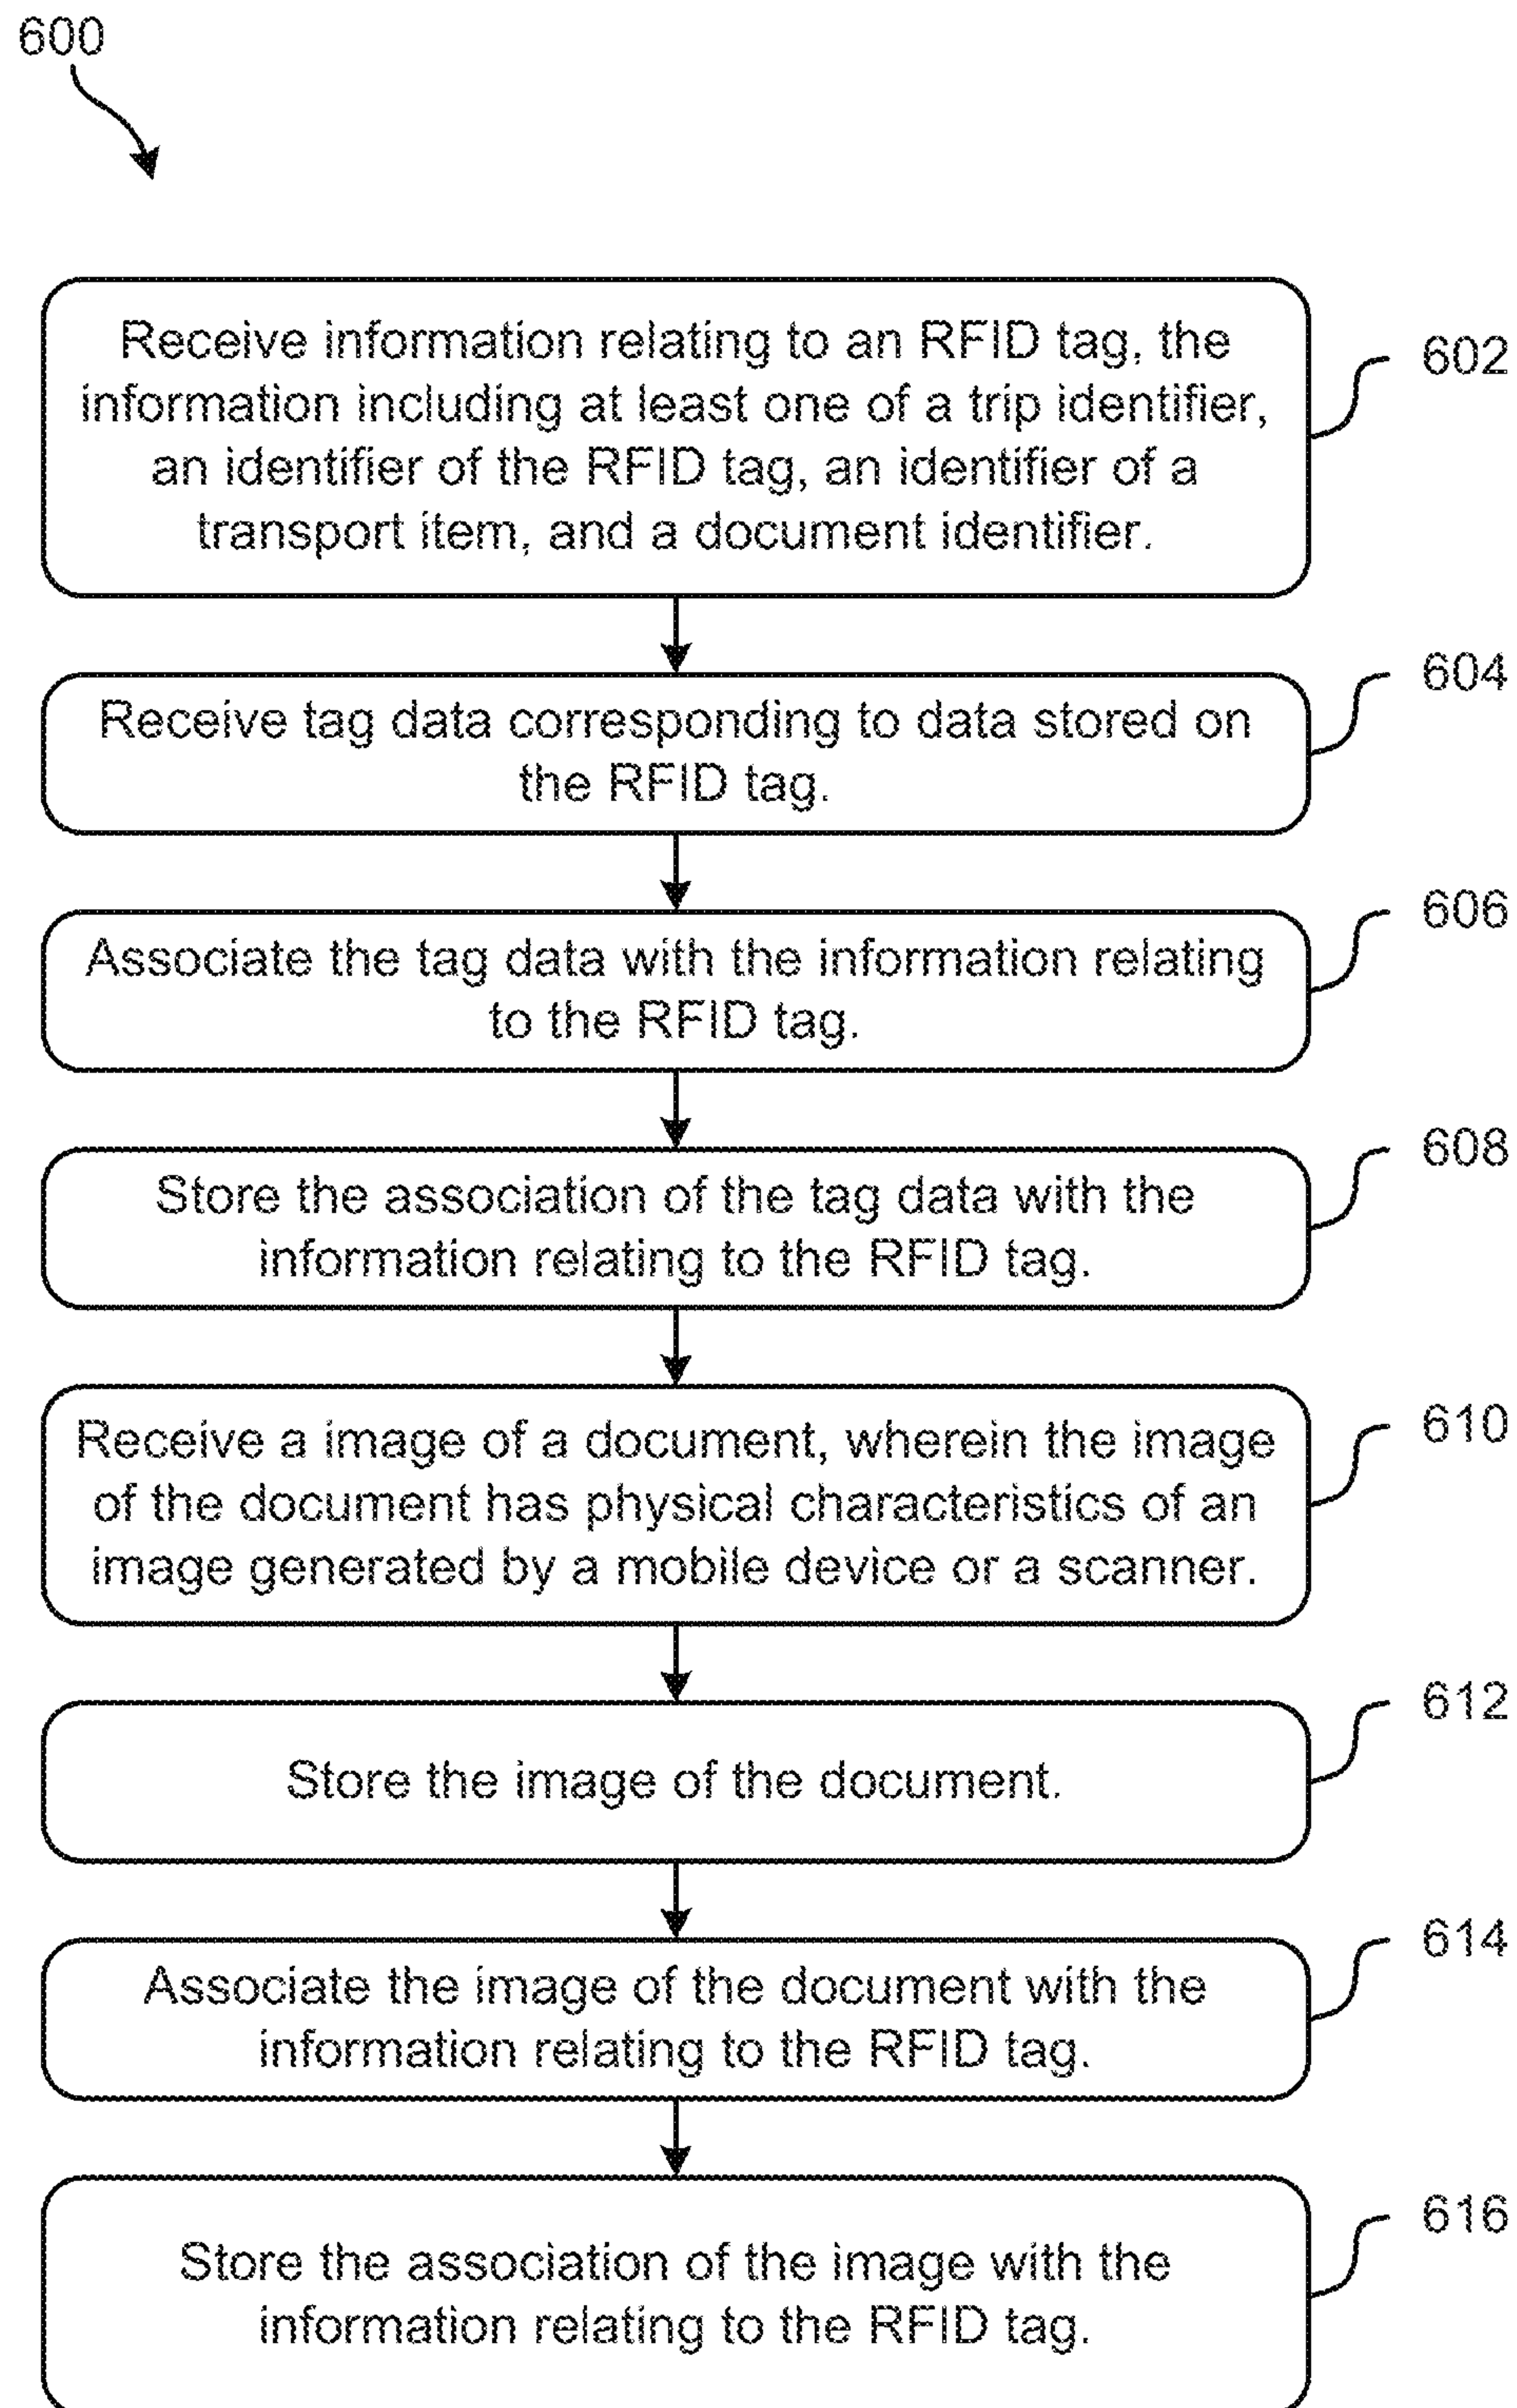 600
Receive information relating to an RFID tag, the
information including at least one of a trip identifier,
an identifier of the RFID tag, an identifier of a
transport item, and a document identifier.
602
Receive tag data corresponding to data stored on
the RFID tag.
604
Associate the tag data with the information relating
to the RFID tag.
606
Store the association of the tag data with the
information relating to the RFID tag.
608
Receive a image of a document, wherein the image
of the document has physical characteristics of an
image generated by a mobile device or a scanner.
610
Store the image of the document.
612
Associate the image of the document with the
information relating to the RFID tag.
614
Store the association of the image with the
information relating to the RFID tag.
616